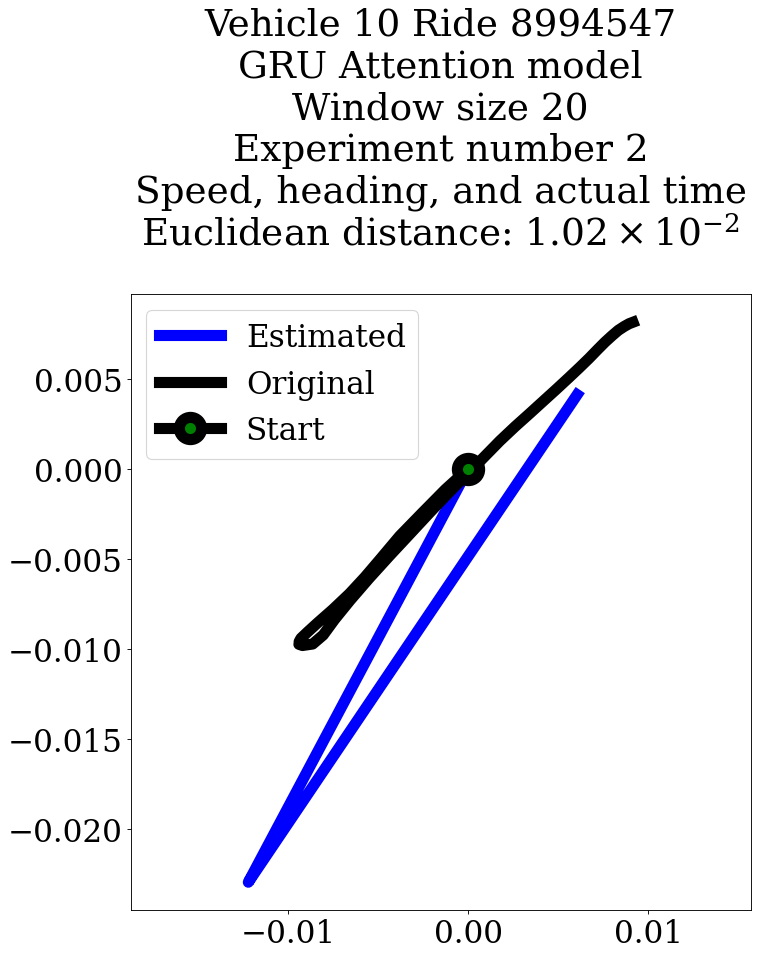 Vehicle 10 Ride 8994547
GRU Attention model
Window size 20
Experiment number 2
Speed, heading, and actual time
Euclidean distance: 1.02 × 10⁻²
Estimated
Original
Start
0.005
0.000
−0.005
−0.010
−0.015
−0.020
−0.01
0.00
0.01